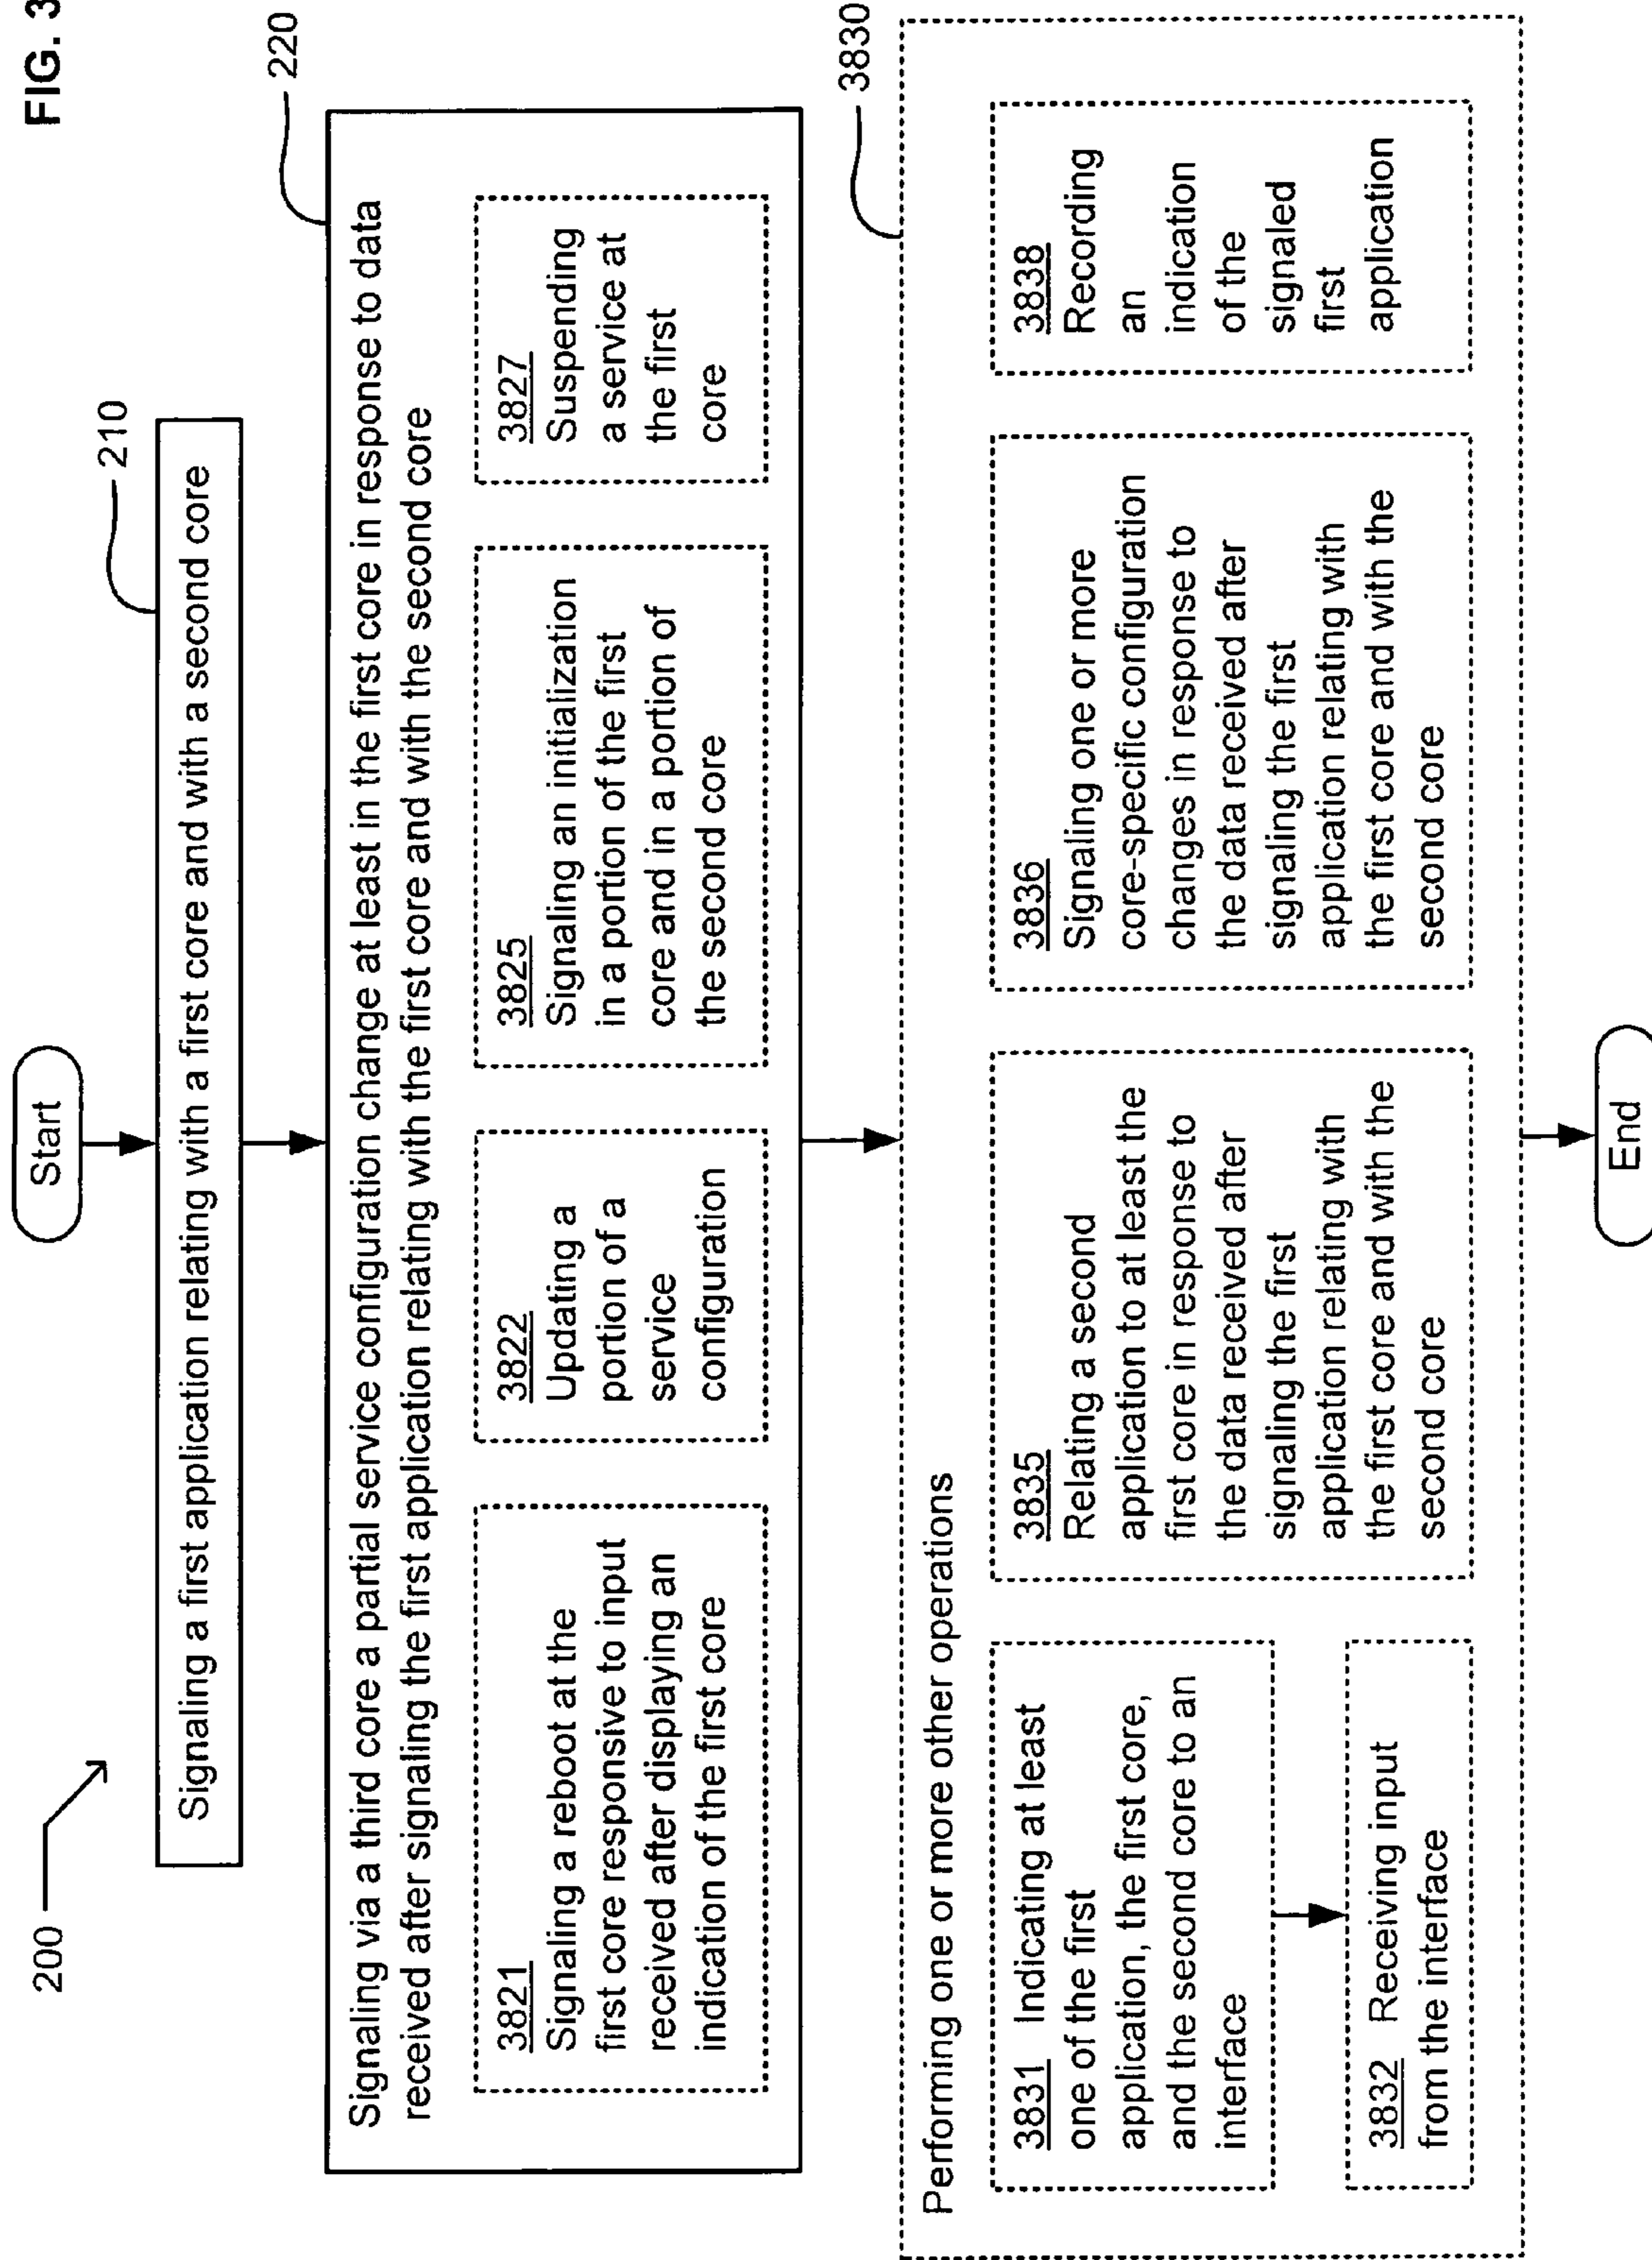 FIG. 3
200
Start
210
Signaling a first application relating with a first core and with a second core
220
Signaling via a third core a partial service configuration change at least in the first core in response to data
received after signaling the first application relating with the first core and with the second core
3821
Signaling a reboot at the
first core responsive to input
received after displaying an
indication of the first core
3822
Updating a
portion of a
service
configuration
3825
Signaling an initialization
in a portion of the first
core and in a portion of
the second core
3827
Suspending
a service at
the first
core
3830
Performing one or more other operations
3831 Indicating at least
one of the first
application, the first core,
and the second core to an
interface
3832 Receiving input
from the interface
3835
Relating a second
application to at least the
first core in response to
the data received after
signaling the first
application relating with
the first core and with the
second core
3836
Signaling one or more
core-specific configuration
changes in response to
the data received after
signaling the first
application relating with
the first core and with the
second core
3838
Recording
an
indication
of the
signaled
first
application
End